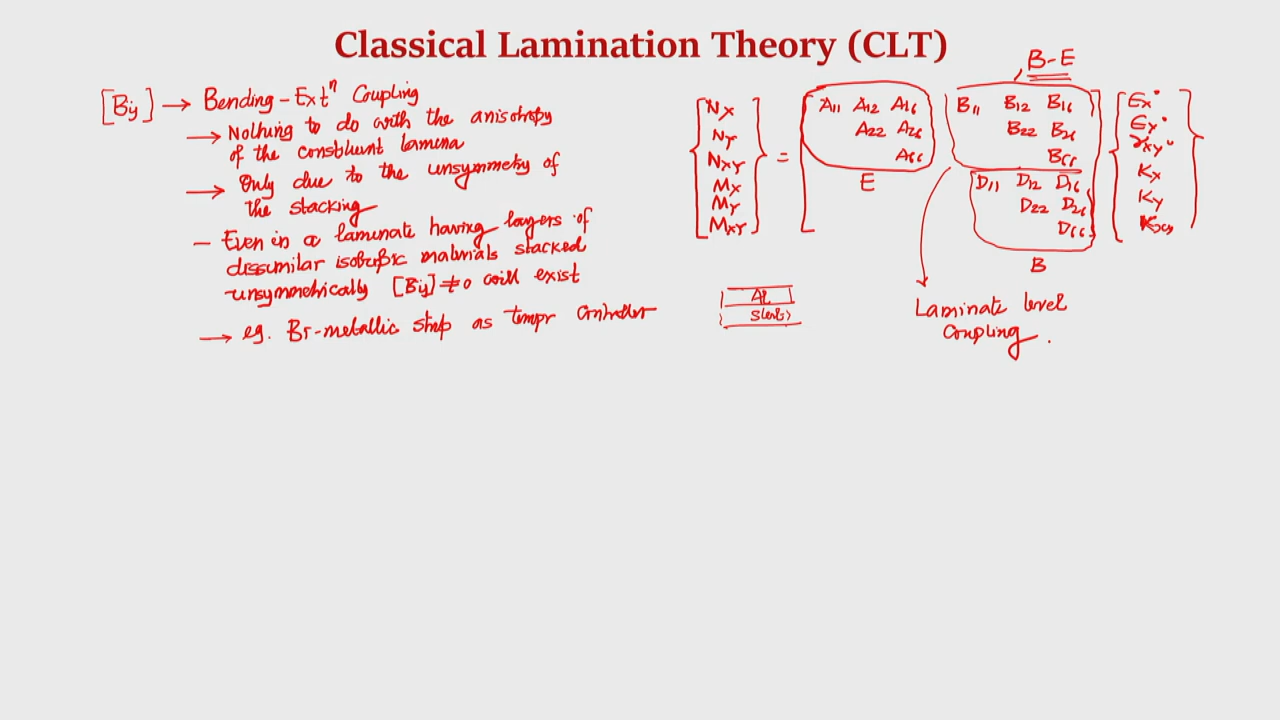 Classical Lamination Theory (CLT)
[Bij] → Bending - Extⁿ Coupling
→ Nothing to do with the anisotropy
of the constituent lamina
→ Only due to the unsymmetry of
the stacking
- Even in a laminate having layers of
dissimilar isotropic materials stacked
unsymmetrically [Bij] ≠ 0 will exist
→ eg. Bi-metallic strip as tempr Controller
B-E
Nx A11 A12 A16 B11 B12 B16 Ex°
Ny A22 A26 B22 B26 Ey°
Nxy = A66 B66 γxy°
Mx D11 D12 D16 Kx
My D22 D26 Ky
Mxy D66 Kxy
E
B
Al
Steel
Laminate level
Coupling.